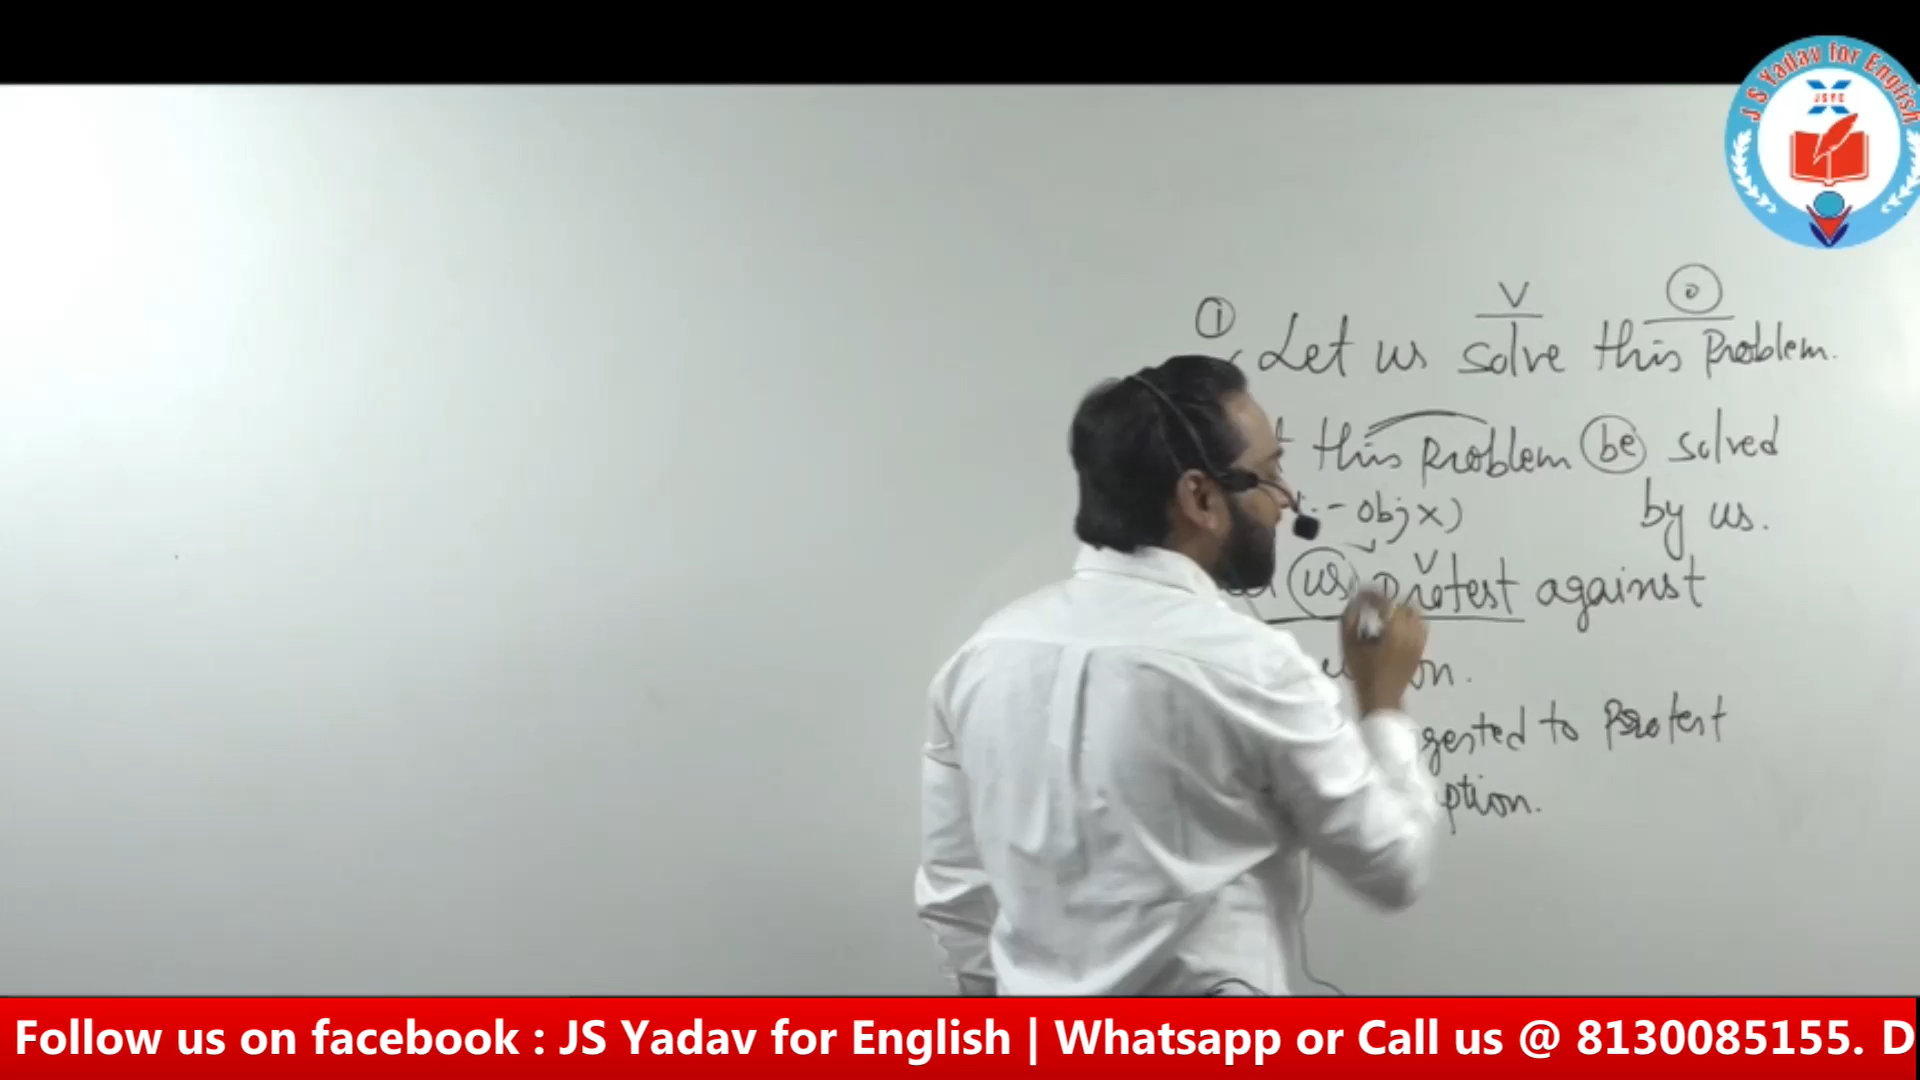 J S Yadav for English
JSYE
V O
① Let us solve this Problem.
this Problem be solved
- Obj x) by us.
V
us Protest against
on.
gested to Protest
ption.
Follow us on facebook : JS Yadav for English | Whatsapp or Call us @ 8130085155. D